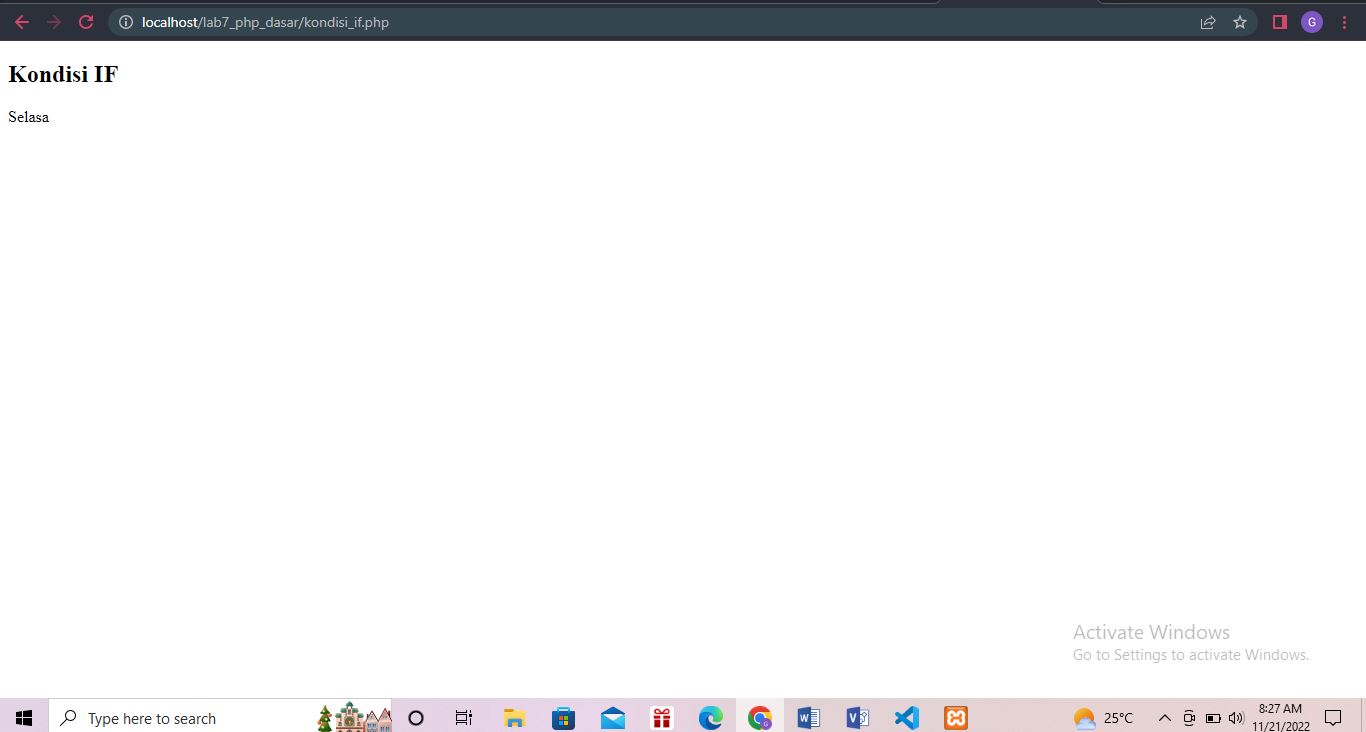 localhost/lab7_php_dasar/kondisi_if.php
G
Kondisi IF
Selasa
Activate Windows
Go to Settings to activate Windows.
Type here to search
25°C
8:27 AM
11/21/2022